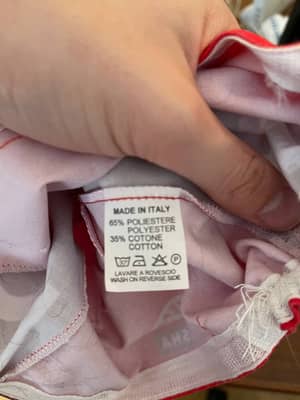 MADE IN ITALY
65% POLIESTERE
POLYESTER
35% COTONE
COTTON
P
LAVARE A ROVESCIO
WASH ON REVERSE SIDE